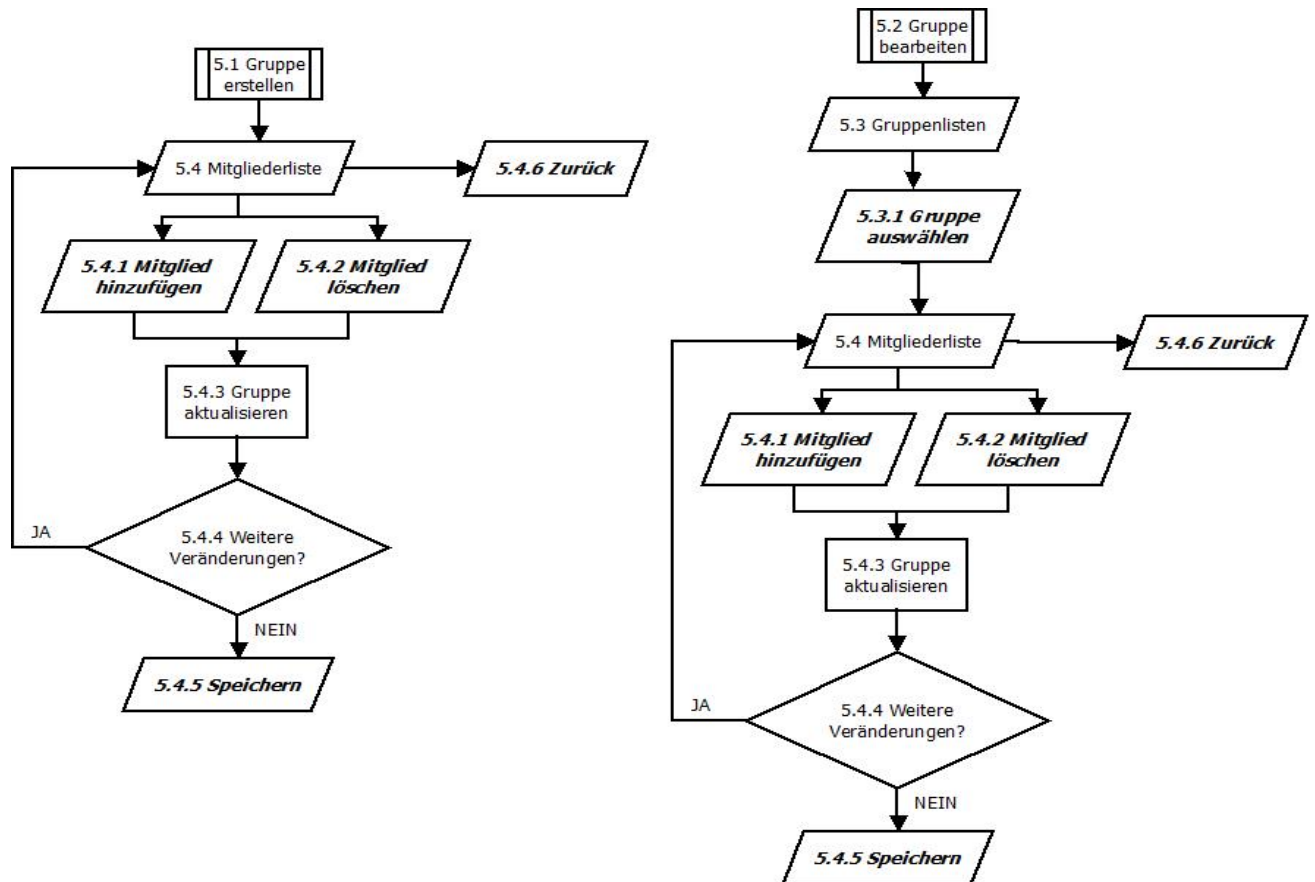 5.1 Gruppe
erstellen
5.4 Mitgliederliste
5.4.6 Zurück
5.4.1 Mitglied
hinzufügen
5.4.2 Mitglied
löschen
5.4.3 Gruppe
aktualisieren
5.4.4 Weitere
Veränderungen?
JA
NEIN
5.4.5 Speichern
5.2 Gruppe
bearbeiten
5.3 Gruppenlisten
5.3.1 Gruppe
auswählen
5.4 Mitgliederliste
5.4.6 Zurück
5.4.1 Mitglied
hinzufügen
5.4.2 Mitglied
löschen
5.4.3 Gruppe
aktualisieren
5.4.4 Weitere
Veränderungen?
JA
NEIN
5.4.5 Speichern